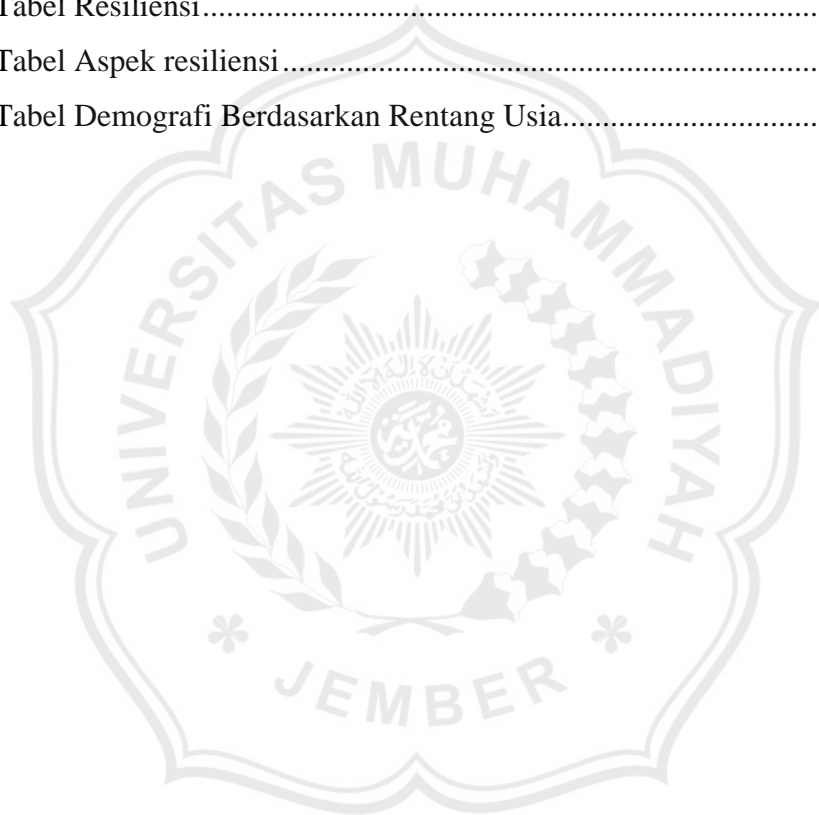 Tabel Resiliensi...............................................................................
Tabel Aspek resiliensi.....................................................................
Tabel Demografi Berdasarkan Rentang Usia...............................
UNIVERSITAS MUHAMMADIYAH
JEMBER